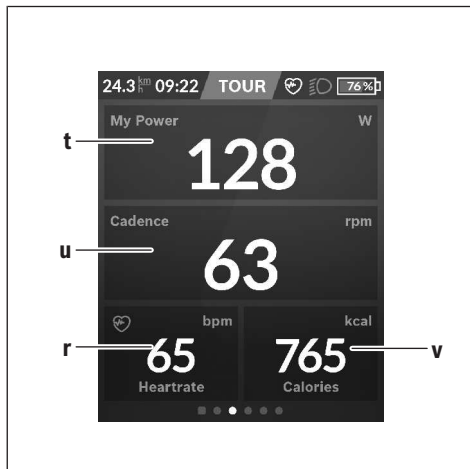 24.3 km/h 09:22 TOUR 76%
My Power W
t
128
Cadence rpm
u
63
bpm kcal
r 65 765 v
Heartrate Calories